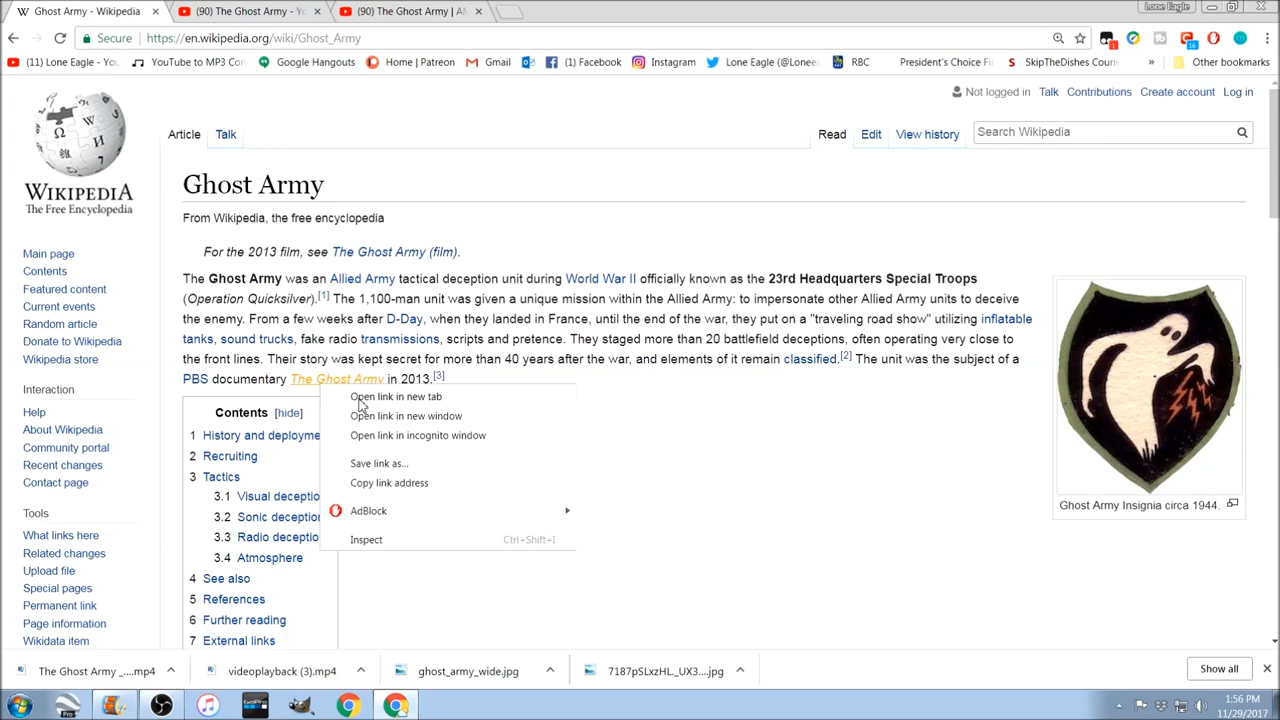 Ghost Army - Wikipedia
(90) The Ghost Army - Yo
(90) The Ghost Army | A
Lone Eagle
Secure https://en.wikipedia.org/wiki/Ghost_Army
(11) Lone Eagle - You
YouTube to MP3 Con
Google Hangouts
Home | Patreon
Gmail
(1) Facebook
Instagram
Twitter
Lone Eagle (@Lonee
RBC
President's Choice Fi
SkipTheDishes Couri
»
Other bookmarks
Not logged in Talk Contributions Create account Log in
Article Talk Read Edit View history Search Wikipedia
WIKIPEDIA
The Free Encyclopedia
Main page
Contents
Featured content
Current events
Random article
Donate to Wikipedia
Wikipedia store
Interaction
Help
About Wikipedia
Community portal
Recent changes
Contact page
Tools
What links here
Related changes
Upload file
Special pages
Permanent link
Page information
Wikidata item
Ghost Army
From Wikipedia, the free encyclopedia
For the 2013 film, see The Ghost Army (film).
The Ghost Army was an Allied Army tactical deception unit during World War II officially known as the 23rd Headquarters Special Troops
(Operation Quicksilver).[1] The 1,100-man unit was given a unique mission within the Allied Army: to impersonate other Allied Army units to deceive
the enemy. From a few weeks after D-Day, when they landed in France, until the end of the war, they put on a "traveling road show" utilizing inflatable
tanks, sound trucks, fake radio transmissions, scripts and pretence. They staged more than 20 battlefield deceptions, often operating very close to
the front lines. Their story was kept secret for more than 40 years after the war, and elements of it remain classified.[2] The unit was the subject of a
PBS documentary The Ghost Army in 2013.[3]
Contents [hide]
1 History and deployme
2 Recruiting
3 Tactics
3.1 Visual deceptio
3.2 Sonic deception
3.3 Radio deception
3.4 Atmosphere
4 See also
5 References
6 Further reading
7 External links
Open link in new tab
Open link in new window
Open link in incognito window
Save link as...
Copy link address
AdBlock
Inspect Ctrl+Shift+I
Ghost Army Insignia circa 1944.
The Ghost Army _....mp4
videoplayback (3).mp4
ghost_army_wide.jpg
7187pSLxzHL._UX3....jpg
Show all
1:56 PM
11/29/2017